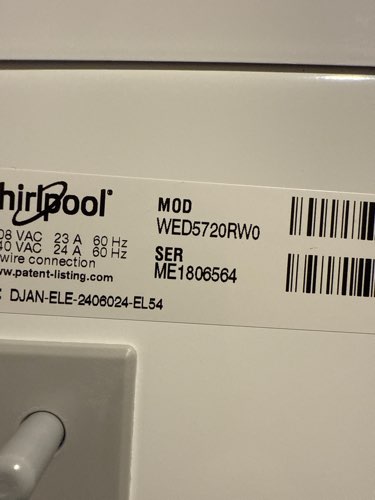 hirlpool®
MOD
WED5720RW0
08 VAC 23 A 60 Hz
40 VAC 24 A 60 Hz
wire connection
ww.patent-listing.com
SER
ME1806564
DJAN-ELE-2406024-EL54